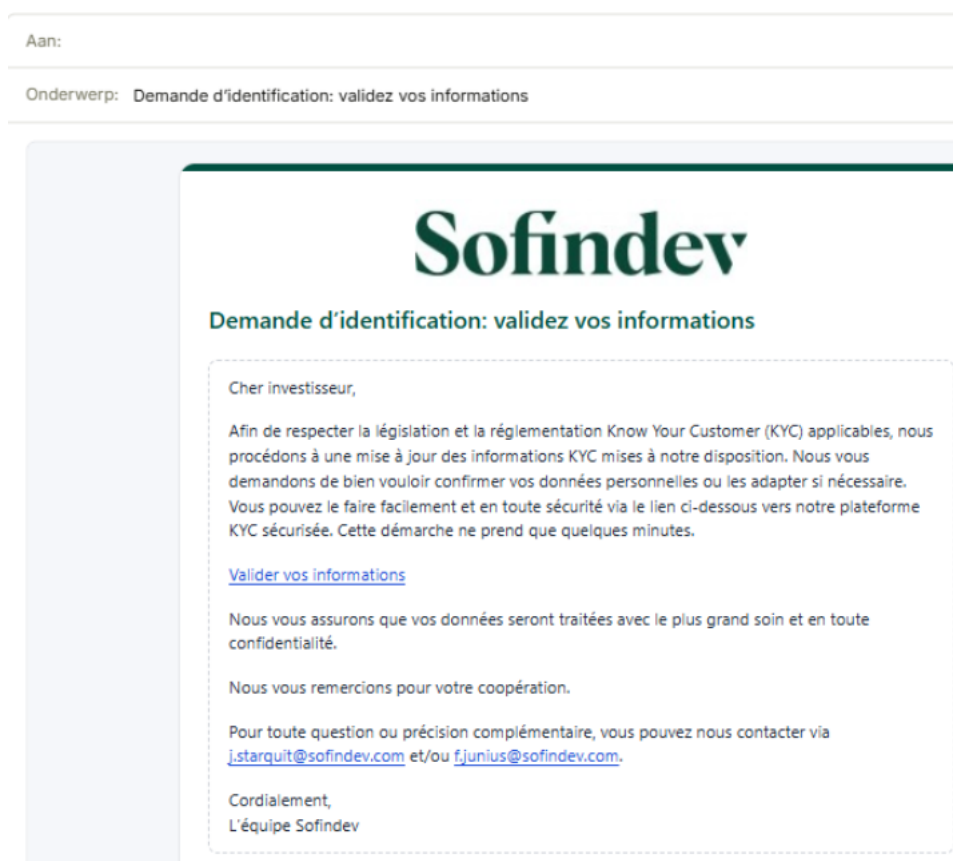 Aan:
Onderwerp: Demande d'identification: validez vos informations
Sofindev
Demande d'identification: validez vos informations
Cher investisseur,
Afin de respecter la législation et la réglementation Know Your Customer (KYC) applicables, nous
procédons à une mise à jour des informations KYC mises à notre disposition. Nous vous
demandons de bien vouloir confirmer vos données personnelles ou les adapter si nécessaire.
Vous pouvez le faire facilement et en toute sécurité via le lien ci-dessous vers notre plateforme
KYC sécurisée. Cette démarche ne prend que quelques minutes.
Valider vos informations
Nous vous assurons que vos données seront traitées avec le plus grand soin et en toute
confidentialité.
Nous vous remercions pour votre coopération.
Pour toute question ou précision complémentaire, vous pouvez nous contacter via
j.starquit@sofindev.com et/ou f.junius@sofindev.com.
Cordialement,
L'équipe Sofindev